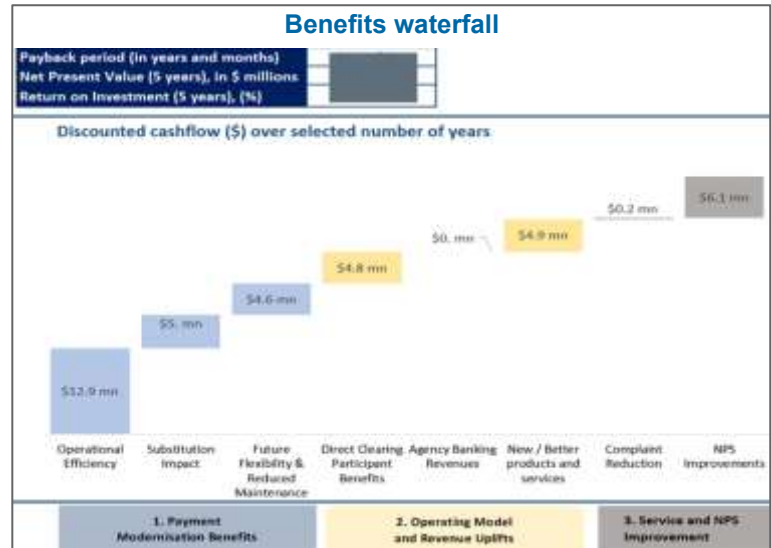 Benefits waterfall
Payback period (in years and months)
Net Present Value (5 years), in $ millions
Return on Investment (5 years), (%)
Discounted cashflow ($) over selected number of years
$6.1 mn
$0.2 mn
$0. mn
$4.9 mn
$4.8 mn
$4.6 mn
$5. mn
$12.9 mn
Operational
Efficiency
Substitution
Impact
Future
Flexibility &
Reduced
Maintenance
Direct Clearing
Participant
Benefits
Agency Banking
Revenues
New / Better
products and
services
Complaint
Reduction
NPS
Improvements
1. Payment
Modernisation Benefits
2. Operating Model
and Revenue Uplifts
3. Service and NPS
Improvement